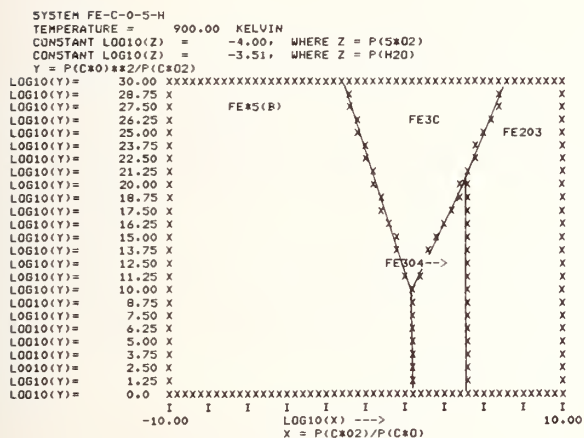 SYSTEM FE-C-O-S-H
TEMPERATURE = 900.00 KELVIN
CONSTANT LOG10(Z) = -4.00, WHERE Z = P(S*O2)
CONSTANT LOG10(Z) = -3.51, WHERE Z = P(H2O)
Y = P(C*O)**2/P(C*O2)
LOG10(Y)= 30.00 XXXXXXXXXXXXXXXXXXXXXXXXXXXXXXXXXXXXXXXXXXXXXXXXX
LOG10(Y)= 28.75 X X X X
LOG10(Y)= 27.50 X FE*S(B) X X X
LOG10(Y)= 26.25 X X FE3C X X
LOG10(Y)= 25.00 X X X FE2O3 X
LOG10(Y)= 23.75 X X X X
LOG10(Y)= 22.50 X X X X
LOG10(Y)= 21.25 X X X X
LOG10(Y)= 20.00 X X XX X
LOG10(Y)= 18.75 X X X X X
LOG10(Y)= 17.50 X X X X X
LOG10(Y)= 16.25 X X X X X
LOG10(Y)= 15.00 X X X X X
LOG10(Y)= 13.75 X X X X X
LOG10(Y)= 12.50 X FE3O4--> X X
LOG10(Y)= 11.25 X X X X X
LOG10(Y)= 10.00 X X X X
LOG10(Y)= 8.75 X X X X
LOG10(Y)= 7.50 X X X X
LOG10(Y)= 6.25 X X X X
LOG10(Y)= 5.00 X X X X
LOG10(Y)= 3.75 X X X X
LOG10(Y)= 2.50 X X X X
LOG10(Y)= 1.25 X X X X
LOG10(Y)= 0.0 XXXXXXXXXXXXXXXXXXXXXXXXXXXXXXXXXXXXXXXXXXXXXXXXX
I I I I I I I I I I I
-10.00 LOG10(X) ---> 10.00
X = P(C*O2)/P(C*O)